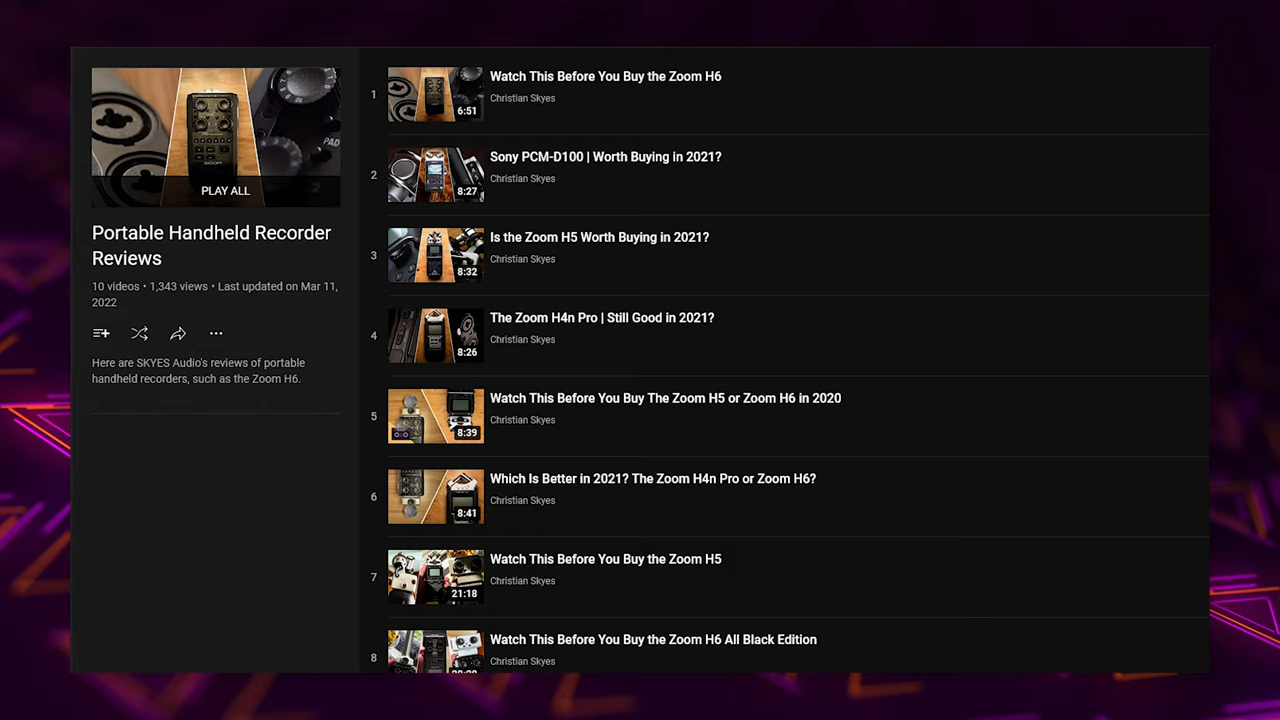 PLAY ALL
Portable Handheld Recorder
Reviews
10 videos • 1,343 views • Last updated on Mar 11,
2022
Here are SKYES Audio's reviews of portable
handheld recorders, such as the Zoom H6.
1
Watch This Before You Buy the Zoom H6
Christian Skyes
6:51
2
Sony PCM-D100 | Worth Buying in 2021?
Christian Skyes
8:27
3
Is the Zoom H5 Worth Buying in 2021?
Christian Skyes
8:32
4
The Zoom H4n Pro | Still Good in 2021?
Christian Skyes
8:26
5
Watch This Before You Buy The Zoom H5 or Zoom H6 in 2020
Christian Skyes
8:39
6
Which Is Better in 2021? The Zoom H4n Pro or Zoom H6?
Christian Skyes
8:41
7
Watch This Before You Buy the Zoom H5
Christian Skyes
21:18
8
Watch This Before You Buy the Zoom H6 All Black Edition
Christian Skyes
PAD
zoom